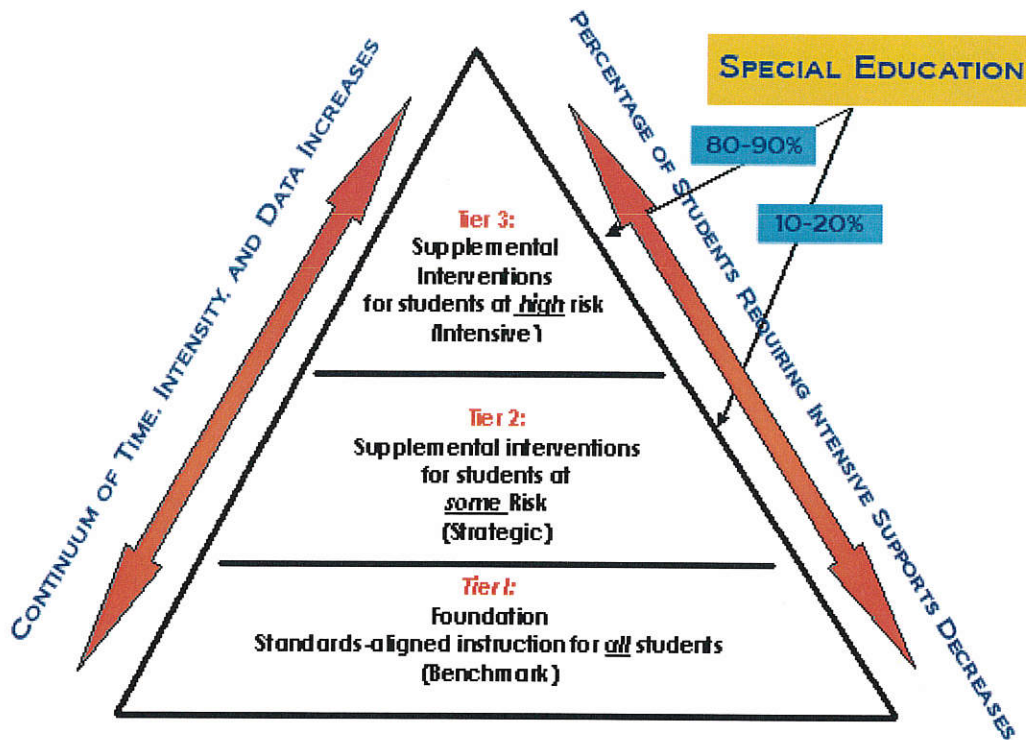 CONTINUUM OF TIME, INTENSITY, AND DATA INCREASES
PERCENTAGE OF STUDENTS REQUIRING INTENSIVE SUPPORTS DECREASES
SPECIAL EDUCATION
80-90%
10-20%
Tier 3:
Supplemental
Interventions
for students at high risk
(Intensive)
Tier 2:
Supplemental interventions
for students at
some Risk
(Strategic)
Tier I:
Foundation
Standards-aligned instruction for all students
(Benchmark)